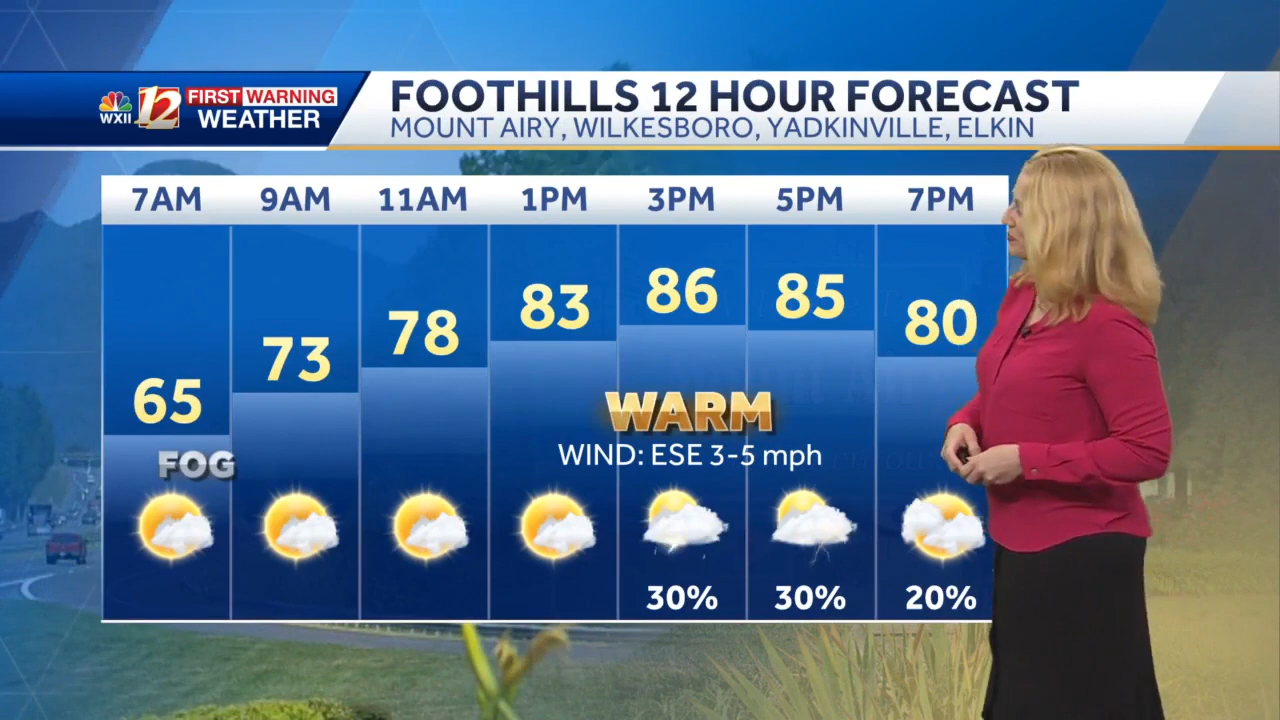 WXII 12 FIRST WARNING WEATHER
FOOTHILLS 12 HOUR FORECAST
MOUNT AIRY, WILKESBORO, YADKINVILLE, ELKIN
7AM 9AM 11AM 1PM 3PM 5PM 7PM
65 73 78 83 86 85 80
WARM
WIND: ESE 3-5 mph
FOG
30% 30% 20%